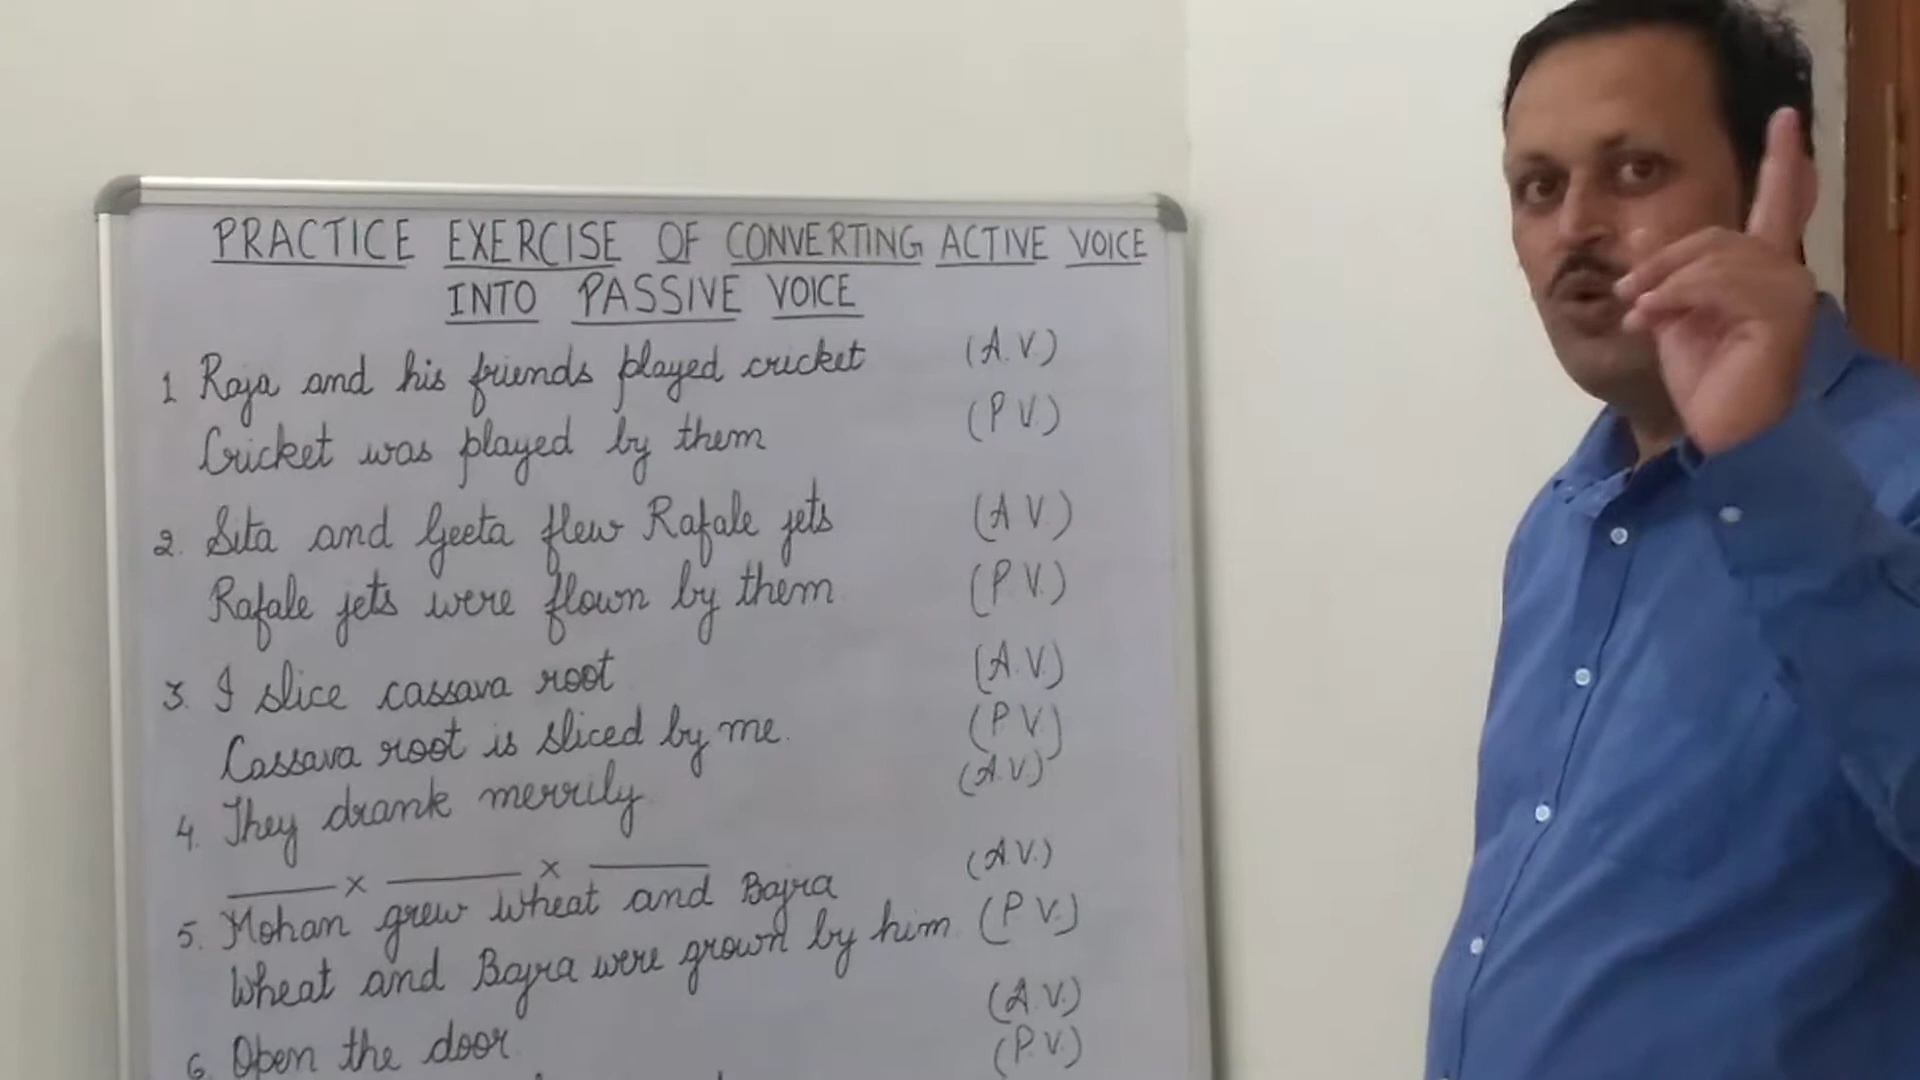 PRACTICE EXERCISE OF CONVERTING ACTIVE VOICE
INTO PASSIVE VOICE
1 Raja and his friends played cricket (A.V.)
Cricket was played by them (P.V.)
2. Sita and Geeta flew Rafale jets (A.V.)
Rafale jets were flown by them (P.V.)
3. I slice cassava root (A.V.)
Cassava root is sliced by me. (P.V.)
4. They drank merrily (A.V.)
____ x ____ x ____
5. Mohan grew wheat and Bajra (A.V.)
Wheat and Bajra were grown by him. (P.V.)
6. Open the door (A.V.)
(P.V.)